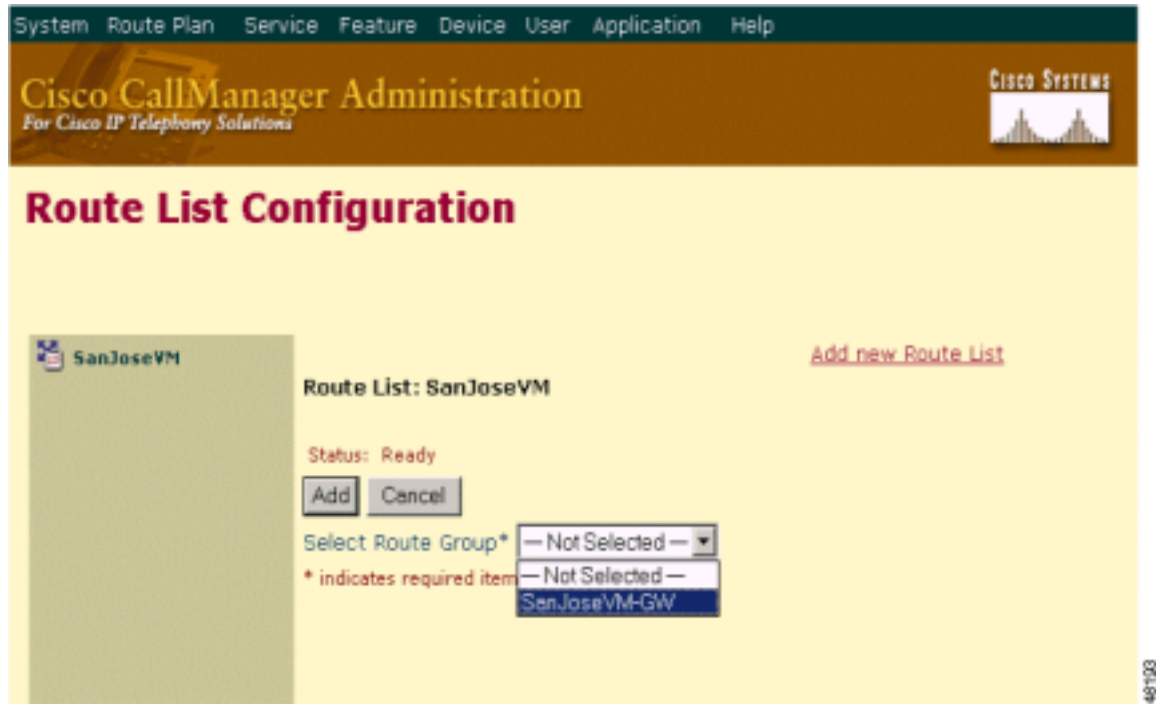 System Route Plan Service Feature Device User Application Help
Cisco CallManager Administration
For Cisco IP Telephony Solutions
CISCO SYSTEMS
Route List Configuration
SanJoseVM
Add new Route List
Route List: SanJoseVM
Status: Ready
Add Cancel
Select Route Group* — Not Selected —
* indicates required item
— Not Selected —
SanJoseVM-GW
48193